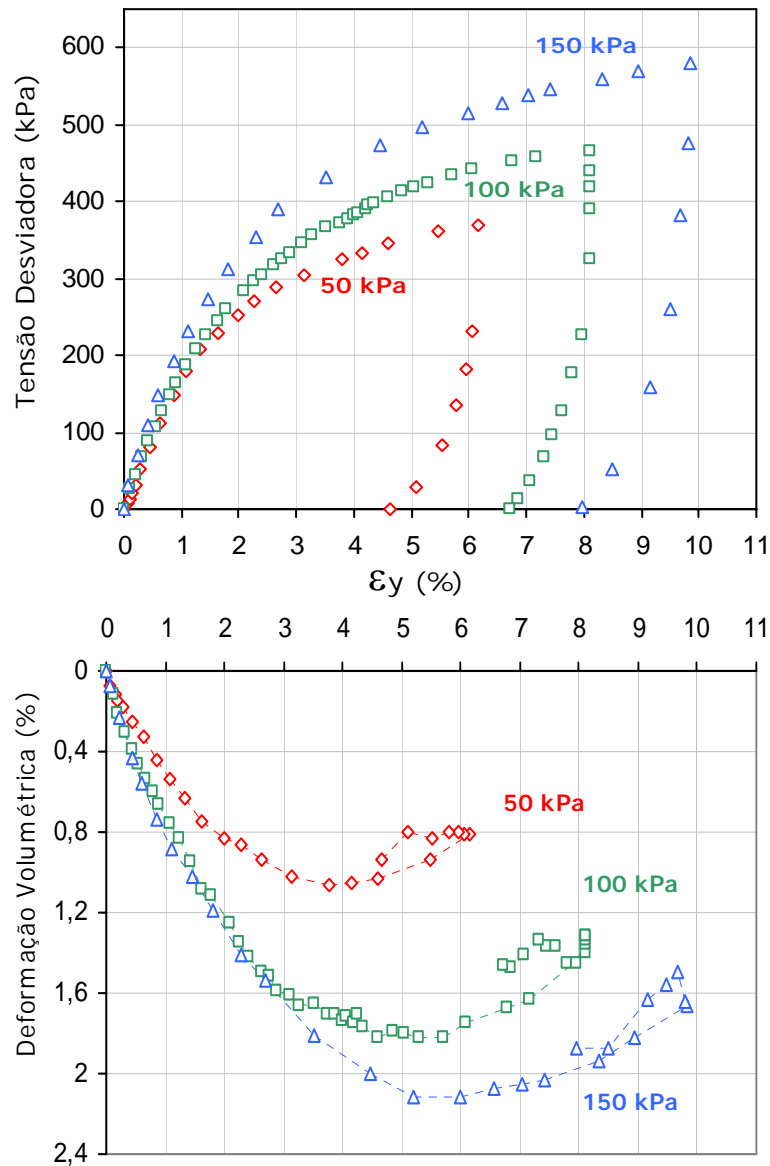 600
500
400
300
200
100
0
Tensão Desviadora (kPa)
150 kPa
100 kPa
50 kPa
0 1 2 3 4 5 6 7 8 9 10 11
εy (%)
0 1 2 3 4 5 6 7 8 9 10 11
0
0,4
0,8
1,2
1,6
2
2,4
Deformação Volumétrica (%)
50 kPa
100 kPa
150 kPa